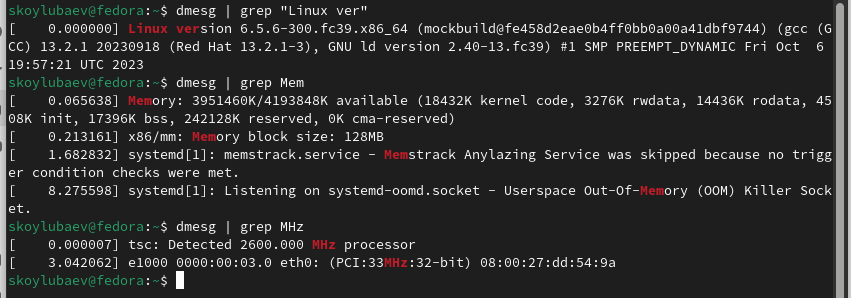 skoylubaev@fedora:~$ dmesg | grep "Linux ver"
[    0.000000] Linux version 6.5.6-300.fc39.x86_64 (mockbuild@fe458d2eae0b4ff0bb0a00a41dbf9744) (gcc (G
CC) 13.2.1 20230918 (Red Hat 13.2.1-3), GNU ld version 2.40-13.fc39) #1 SMP PREEMPT_DYNAMIC Fri Oct  6
19:57:21 UTC 2023
skoylubaev@fedora:~$ dmesg | grep Mem
[    0.065638] Memory: 3951460K/4193848K available (18432K kernel code, 3276K rwdata, 14436K rodata, 45
08K init, 17396K bss, 242128K reserved, 0K cma-reserved)
[    0.213161] x86/mm: Memory block size: 128MB
[    1.682832] systemd[1]: memstrack.service - Memstrack Anylazing Service was skipped because no trigg
er condition checks were met.
[    8.275598] systemd[1]: Listening on systemd-oomd.socket - Userspace Out-Of-Memory (OOM) Killer Sock
et.
skoylubaev@fedora:~$ dmesg | grep MHz
[    0.000007] tsc: Detected 2600.000 MHz processor
[    3.042062] e1000 0000:00:03.0 eth0: (PCI:33MHz:32-bit) 08:00:27:dd:54:9a
skoylubaev@fedora:~$